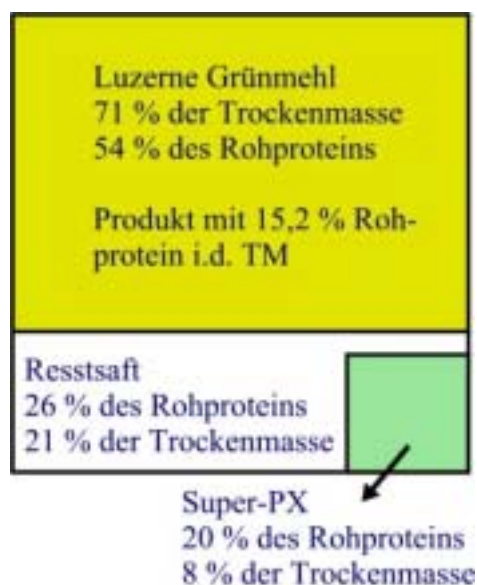 Luzerne Grünmehl
71 % der Trockenmasse
54 % des Rohproteins
Produkt mit 15,2 % Roh-
protein i.d. TM
Resstsaft
26 % des Rohproteins
21 % der Trockenmasse
Super-PX
20 % des Rohproteins
8 % der Trockenmasse